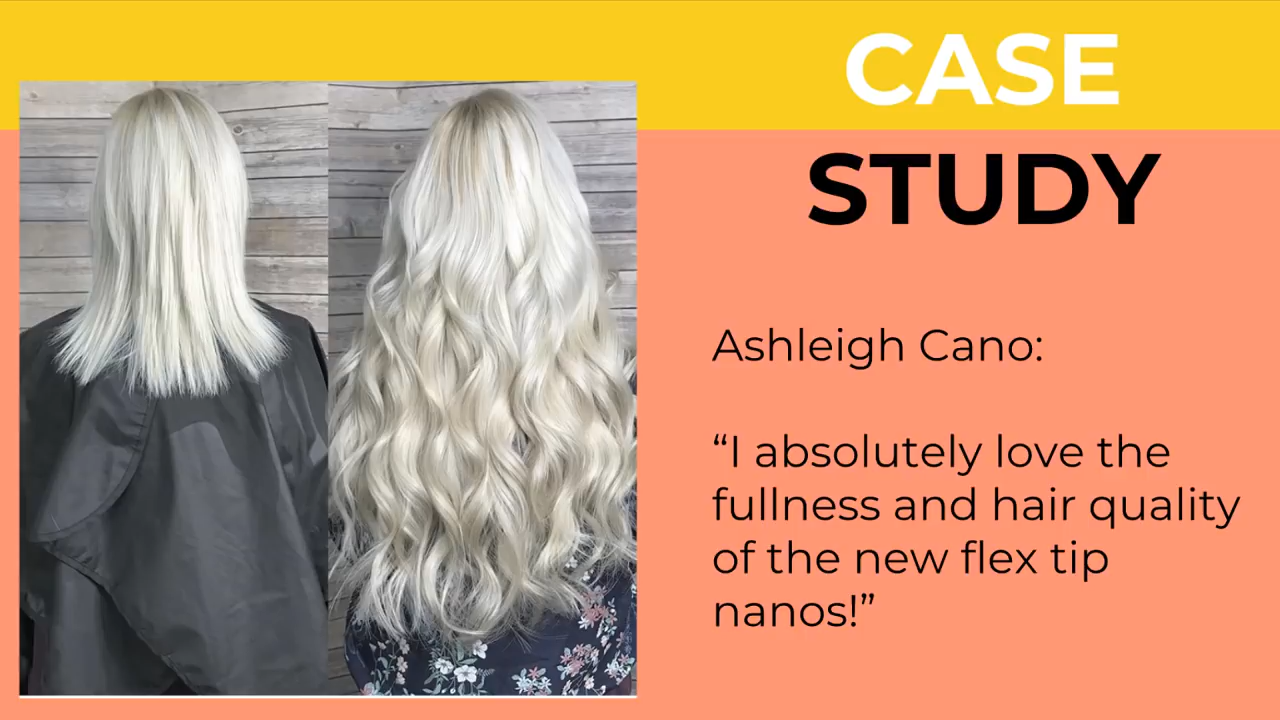 CASE
STUDY
Ashleigh Cano:
“I absolutely love the
fullness and hair quality
of the new flex tip
nanos!”